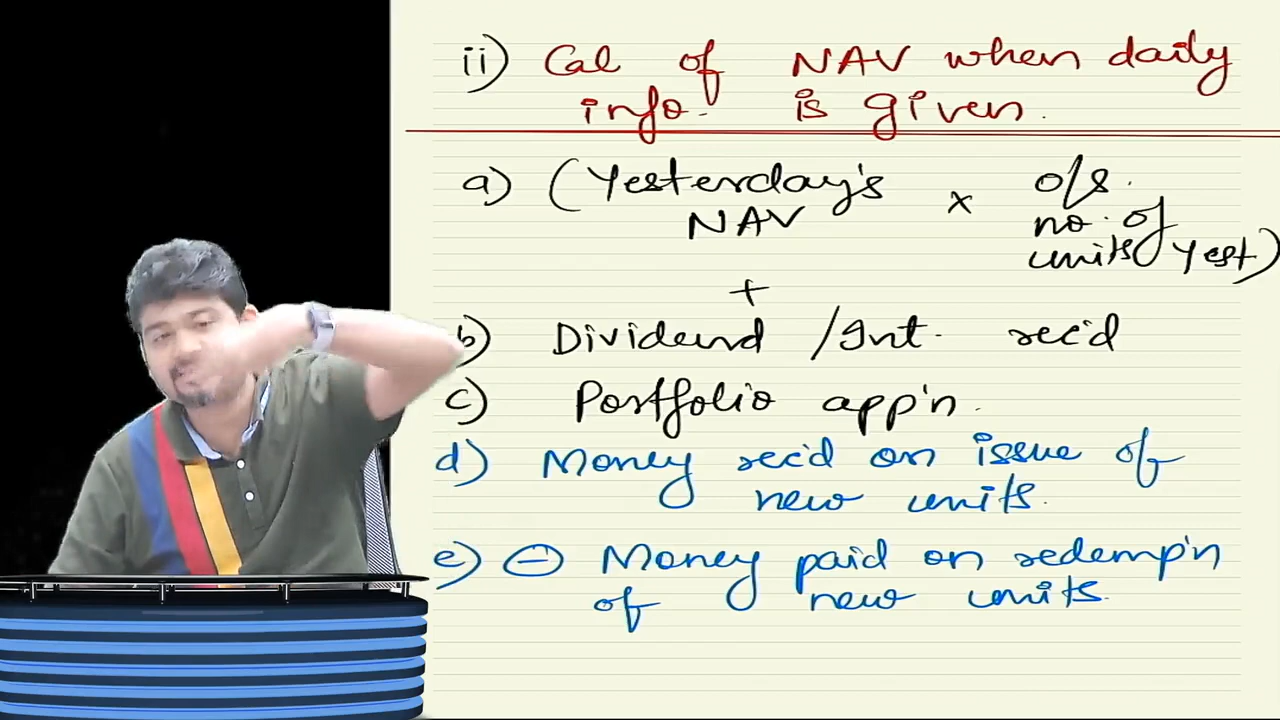 ii) Cal of NAV when daily
info. is given.
a) (Yesterday's x o/s.
NAV no. of
units Yest)
+
b) Dividend /Int. rec'd
c) Portfolio app'n.
d) Money rec'd on issue of
new units.
e) (-) Money paid on redemp'n
of new units.